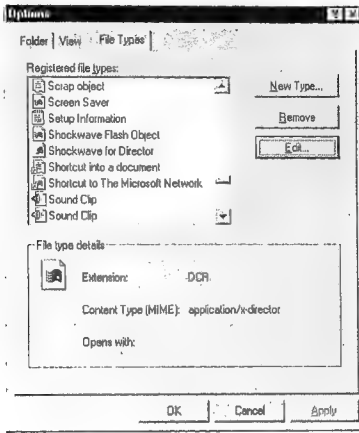 Options
Folder
View
File Types
Registered file types:
Scrap object
Screen Saver
Setup Information
Shockwave Flash Object
Shockwave for Director
Shortcut into a document
Shortcut to The Microsoft Network
Sound Clip
Sound Clip
New Type...
Remove
Edit...
File type details
Extension: DCR
Content Type (MIME): application/x-director
Opens with:
OK
Cancel
Apply